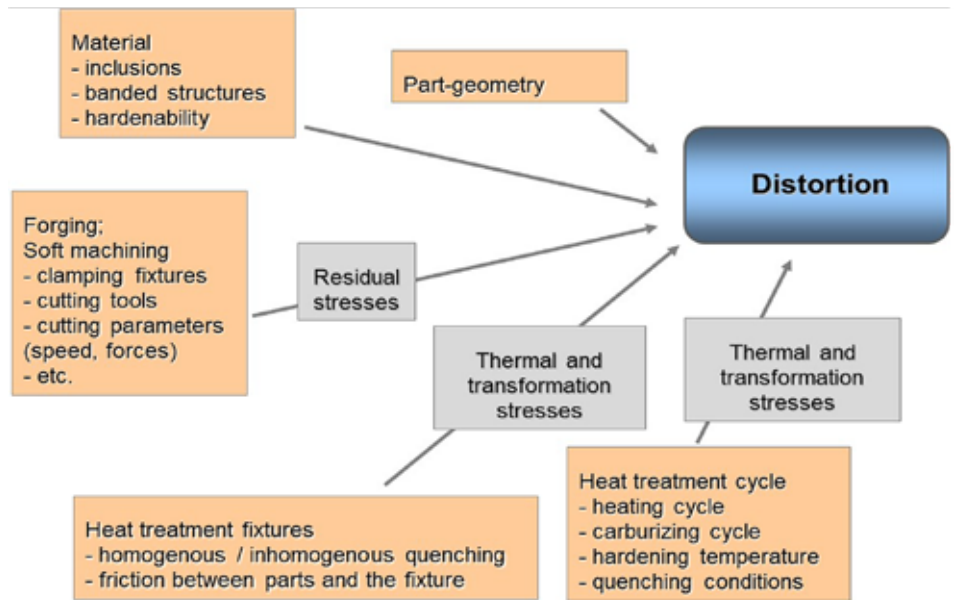 Material
- inclusions
- banded structures
- hardenability
Part-geometry
Distortion
Forging;
Soft machining
- clamping fixtures
- cutting tools
- cutting parameters
(speed, forces)
- etc.
Residual
stresses
Thermal and
transformation
stresses
Thermal and
transformation
stresses
Heat treatment fixtures
- homogenous / inhomogenous quenching
- friction between parts and the fixture
Heat treatment cycle
- heating cycle
- carburizing cycle
- hardening temperature
- quenching conditions